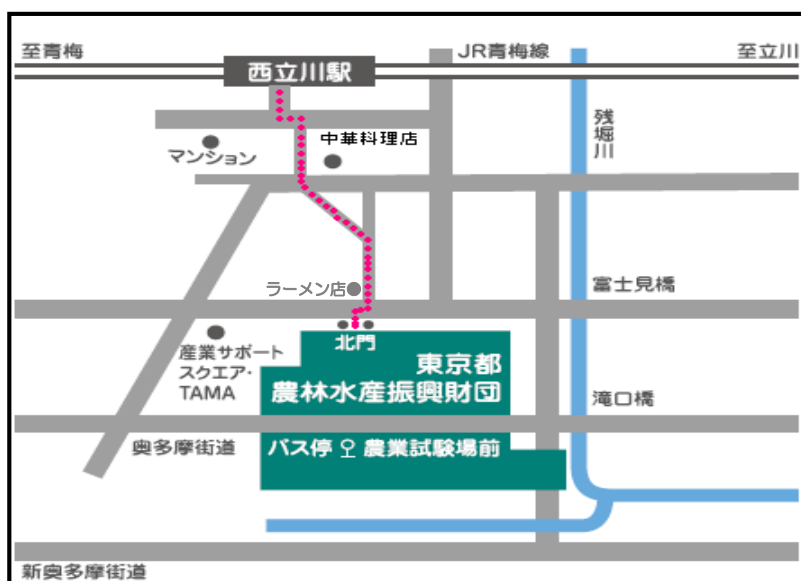 至青梅
JR青梅線
至立川
西立川駅
残堀川
中華料理店
マンション
ラーメン店
富士見橋
北門
産業サポート
スクエア・
TAMA
東京都
農林水産振興財団
滝口橋
奥多摩街道
バス停
農業試験場前
新奥多摩街道